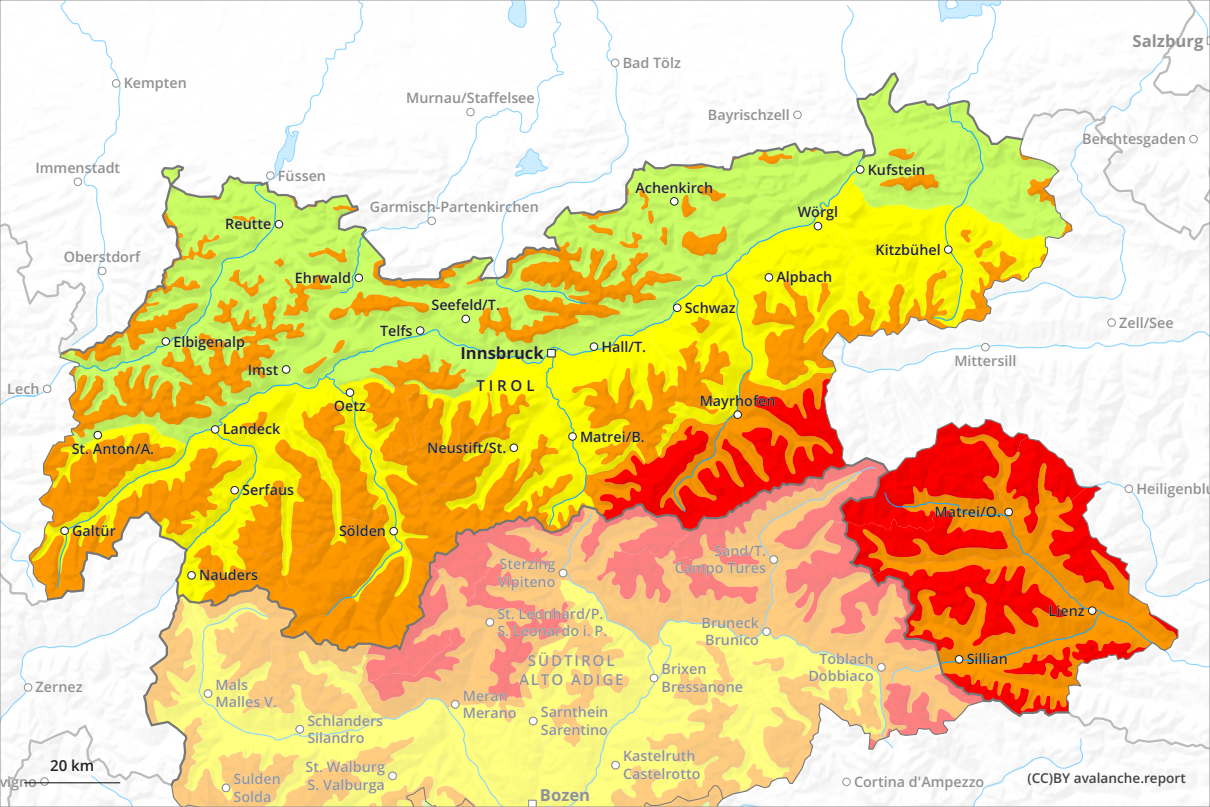 Salzburg
Bad Tölz
Kempten
Murnau/Staffelsee
Bayrischzell
Berchtesgaden
Immenstadt
Füssen
Kufstein
Achenkirch
Garmisch-Partenkirchen
Wörgl
Reutte
Kitzbühel
Oberstdorf
Ehrwald
Alpbach
Seefeld/T.
Schwaz
Zell/See
Telfs
Elbigenalp
Innsbruck
Hall/T.
Mittersill
Imst
TIROL
Lech
Oetz
Mayrhofen
Landeck
Matrei/B.
St. Anton/A.
Neustift/St.
Serfaus
Heiligenblu
Matrei/O.
Galtür
Sölden
Sand/T.
Campo Tures
Sterzing
Vipiteno
Nauders
Lienz
St. Leonhard/P.
S. Leonardo i. P.
Bruneck
Brunico
SÜDTIROL
ALTO ADIGE
Toblach
Dobbiaco
Sillian
Brixen
Bressanone
Zernez
Mals
Malles V.
Meran
Merano
Sarnthein
Sarentino
Schlanders
Silandro
Kastelruth
Castelrotto
St. Walburg
S. Valburga
20 km
vigno
Sulden
Solda
Cortina d'Ampezzo
(CC)BY avalanche.report
Bozen